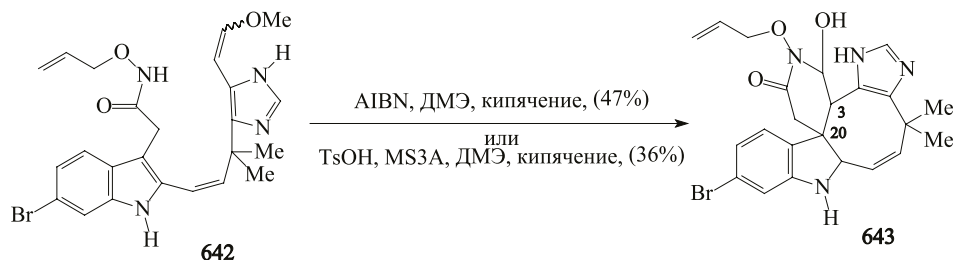 OMe
O
NH
O
H
N
N
Me
Me
Br
N
H
642
AIBN, ДМЭ, кипячение, (47%)
или
TsOH, MS3A, ДМЭ, кипячение, (36%)
OH
O
N
O
HN
N
3
20
Me
Me
Br
N
H
643